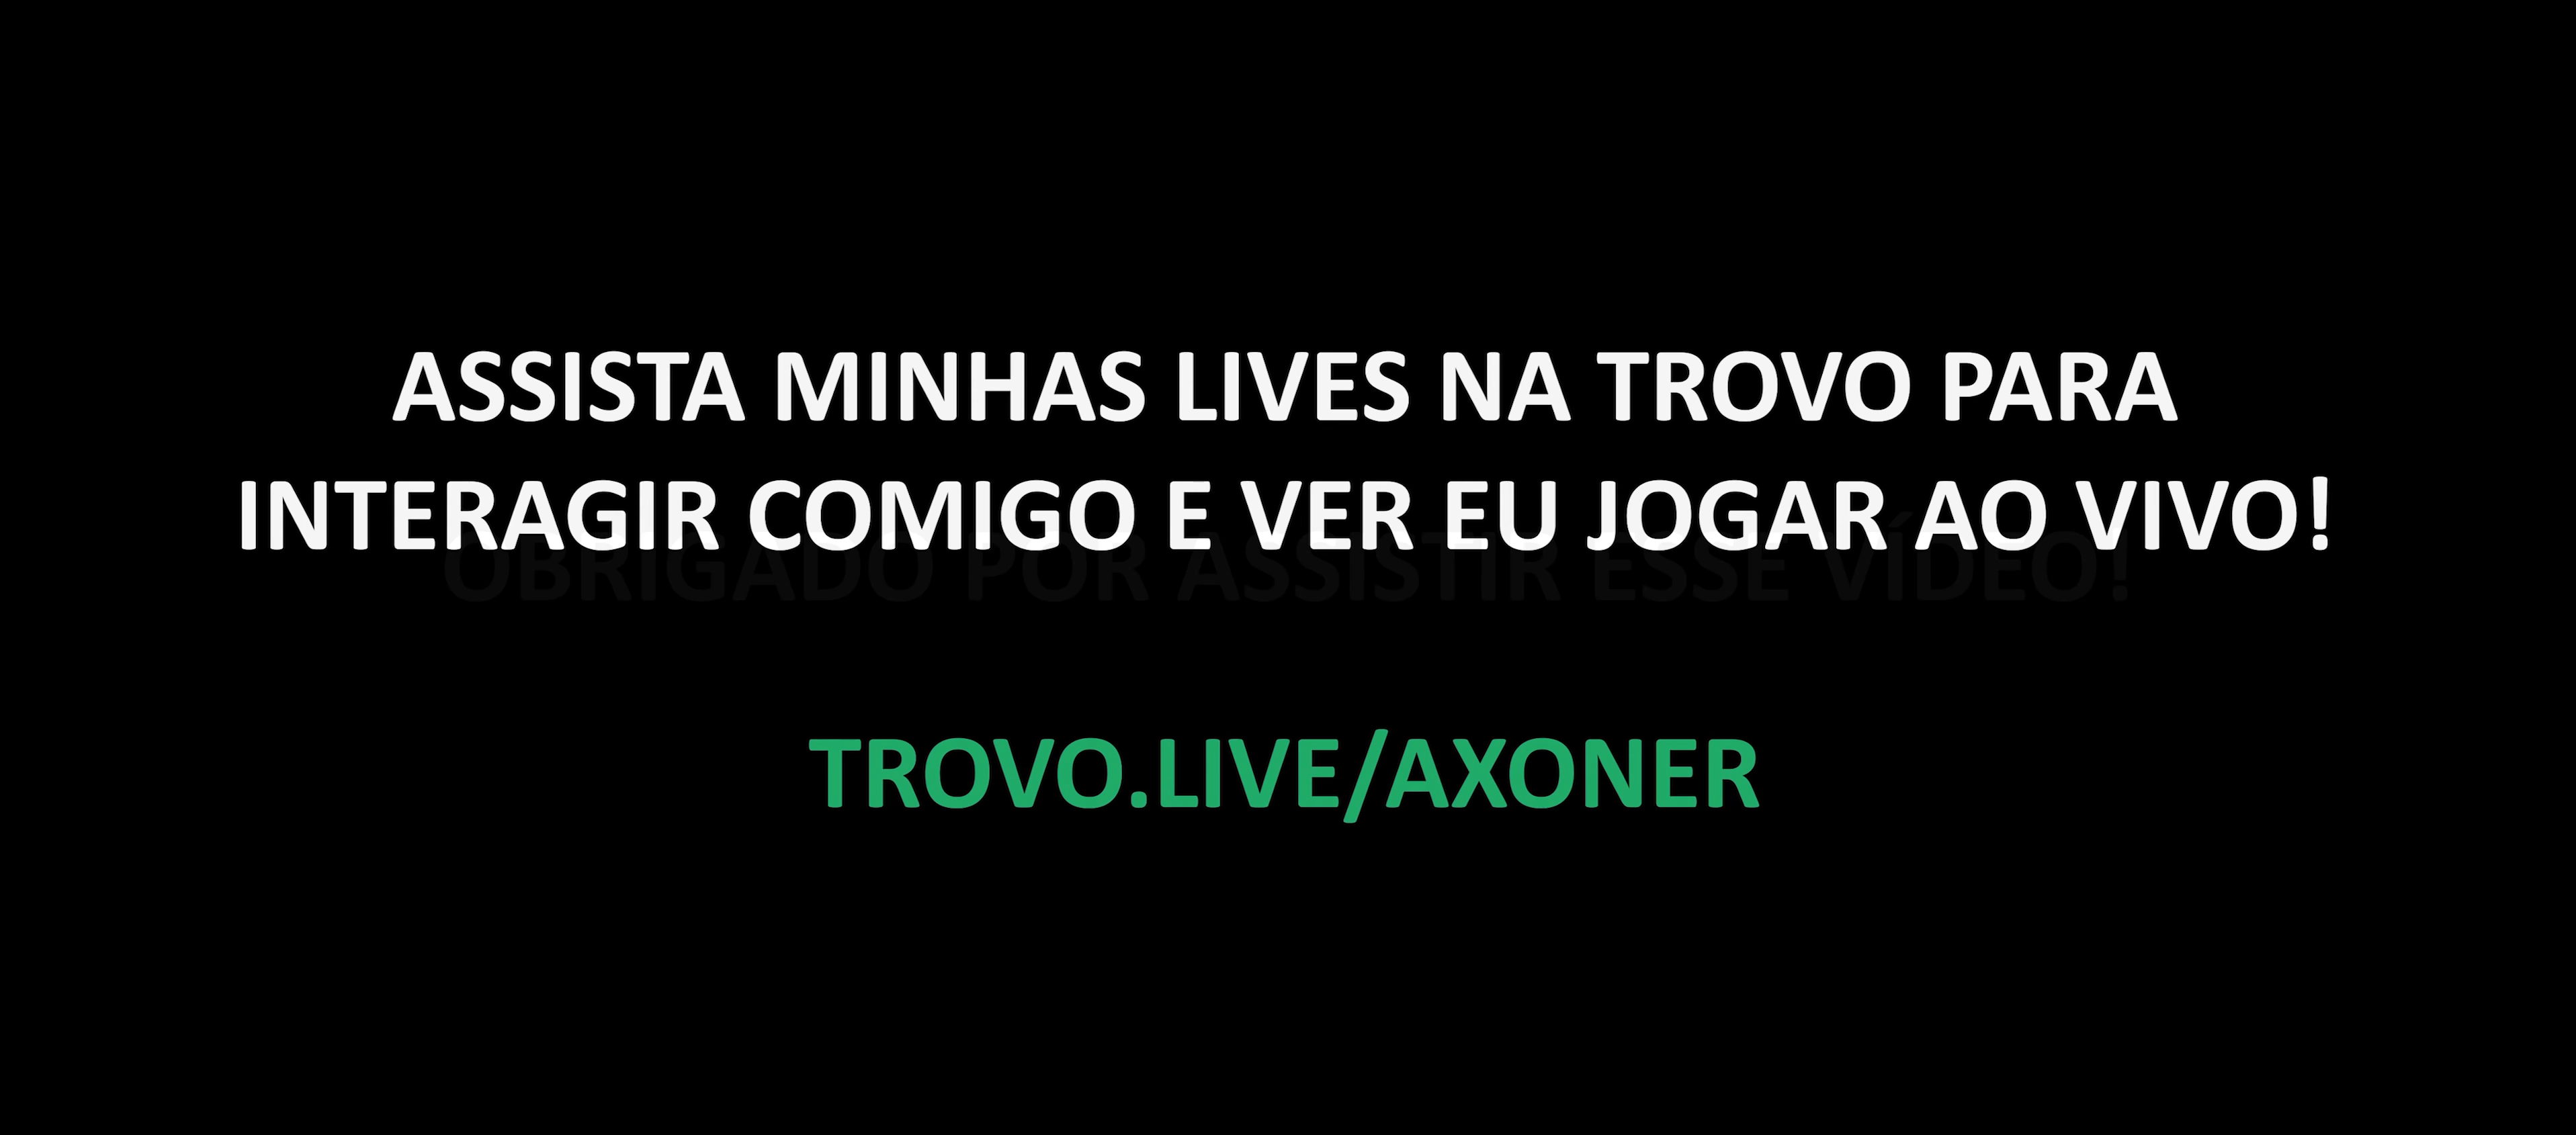 ASSISTA MINHAS LIVES NA TROVO PARA
INTERAGIR COMIGO E VER EU JOGAR AO VIVO!
OBRIGADO POR ASSISTIR ESSE VÍDEO!
TROVO.LIVE/AXONER